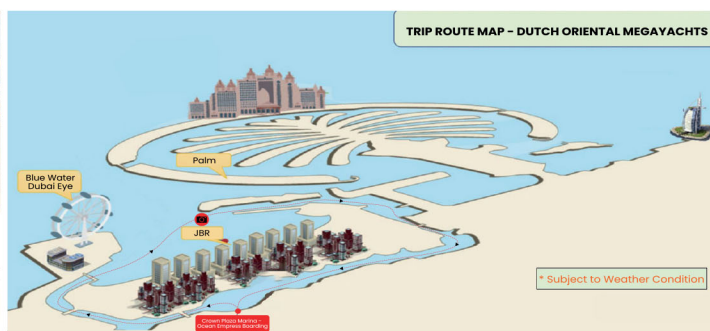 TRIP ROUTE MAP - DUTCH ORIENTAL MEGAYACHTS
Palm
Blue Water
Dubai Eye
JBR
* Subject to Weather Condition
Crown Plaza Marina -
Ocean Empress Boarding